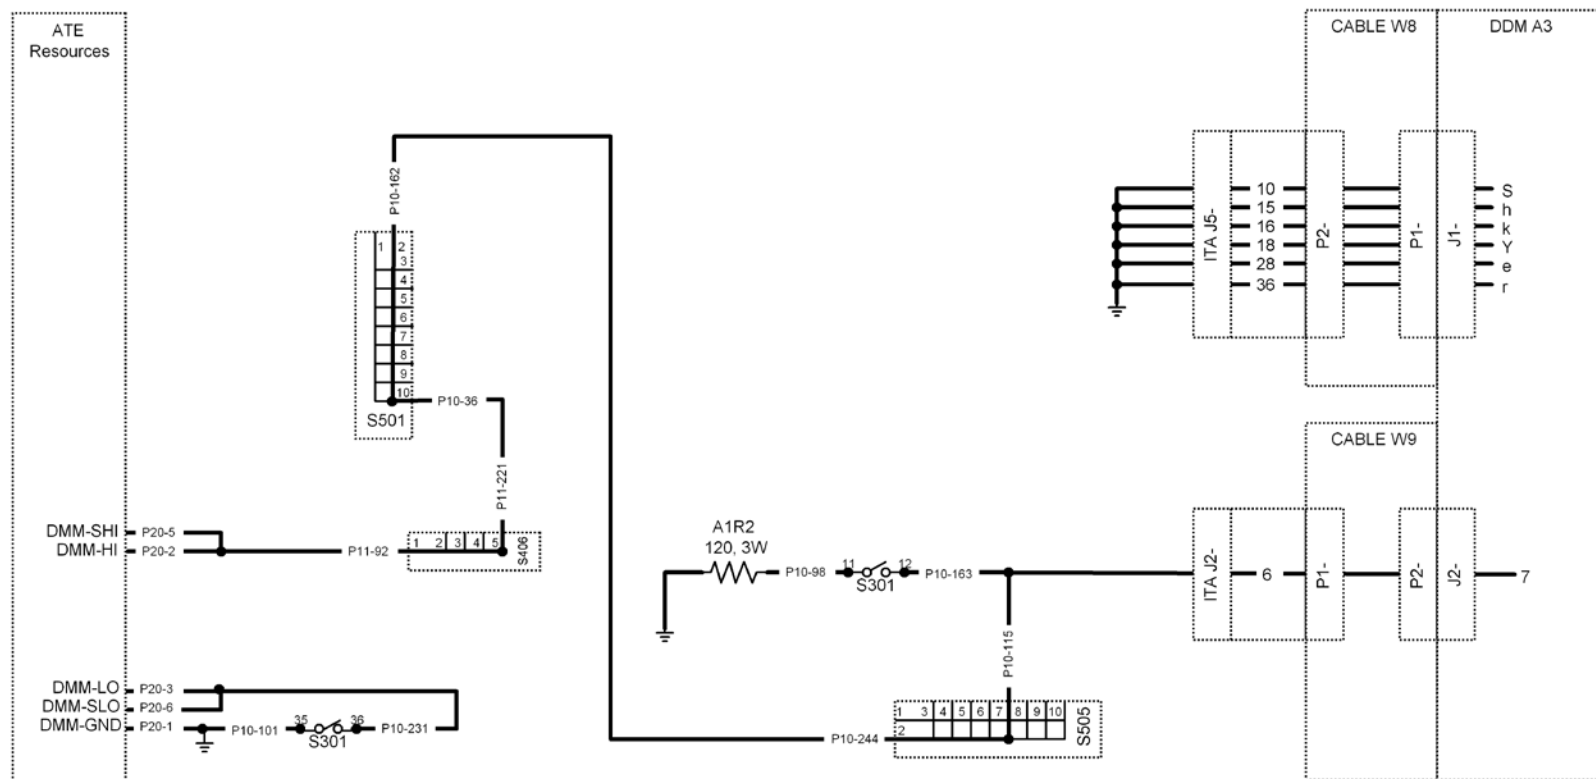 ATE
Resources
CABLE W8
DDM A3
P10-162
1
2
3
4
5
6
7
8
9
10
S501
P10-36
P11-221
ITA J5-
10
15
16
18
28
36
P2-
P1-
J1-
S
h
k
Y
e
r
CABLE W9
DMM-SHI
P20-5
DMM-HI
P20-2
P11-92
1
2
3
4
5
S406
A1R2
120, 3W
P10-98
11
12
S301
P10-163
ITA J2-
6
P1-
P2-
J2-
7
P10-115
DMM-LO
P20-3
DMM-SLO
P20-6
DMM-GND
P20-1
P10-101
35
36
S301
P10-231
P10-244
1
2
3
4
5
6
7
8
9
10
S505